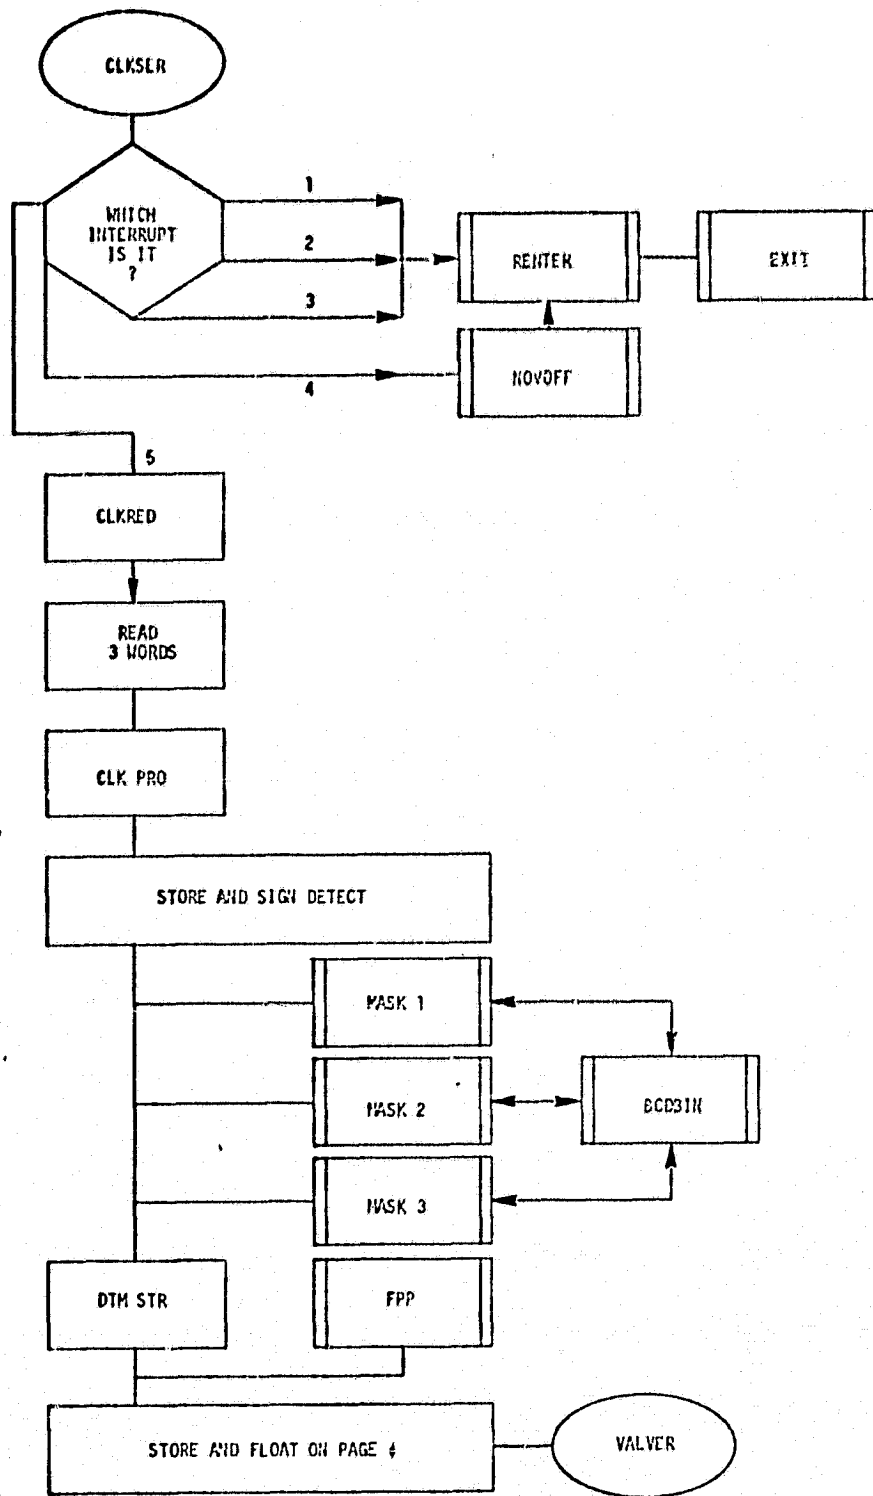 CLKSER
WHICH
INTERRUPT
IS IT
?
1
2
3
4
5
RENTER
EXIT
NOVOFF
CLKRED
READ
3 WORDS
CLK PRO
STORE AND SIGN DETECT
MASK 1
MASK 2
BCDBIN
MASK 3
DTM STR
FPP
STORE AND FLOAT ON PAGE
VALVER